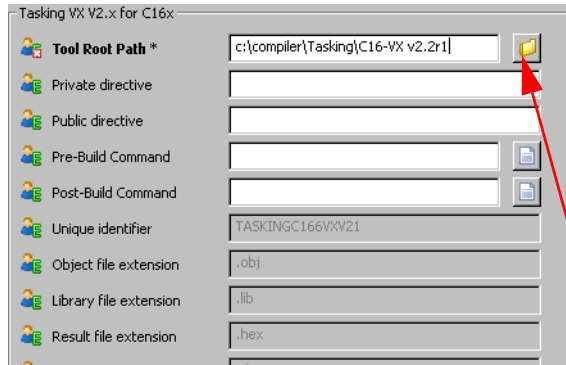 Tasking VX V2.x for C16x
Tool Root Path * c:\compiler\Tasking\C16-VX v2.2r1
Private directive
Public directive
Pre-Build Command
Post-Build Command
Unique identifier TASKINGC166VXV21
Object file extension .obj
Library file extension .lib
Result file extension .hex